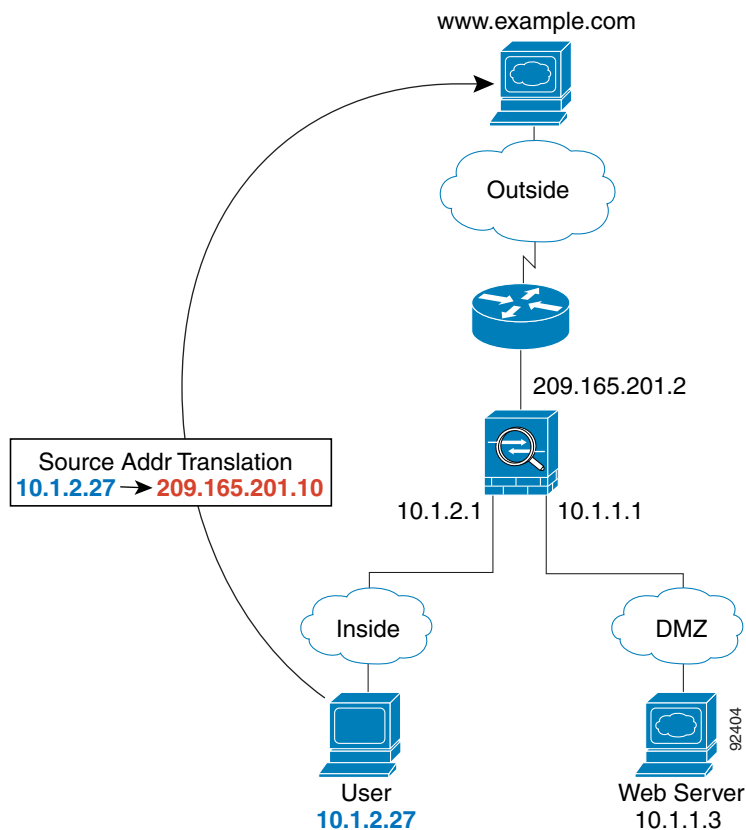 www.example.com
Outside
209.165.201.2
Source Addr Translation
10.1.2.27 209.165.201.10
10.1.2.1
10.1.1.1
Inside
DMZ
User
10.1.2.27
Web Server
10.1.1.3
92404